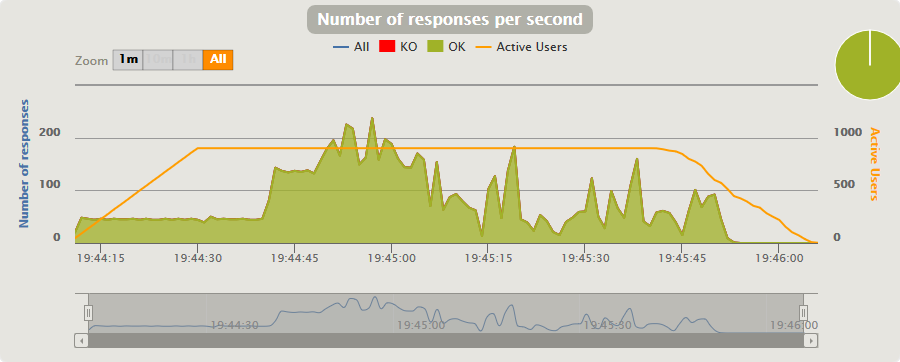 Number of responses per second
All KO OK Active Users
Zoom 1m 10m 1h All
Number of responses
200
100
0
1000
500
0
Active Users
19:44:15 19:44:30 19:44:45 19:45:00 19:45:15 19:45:30 19:45:45 19:46:00
19:44:30 19:45:00 19:45:30 19:46:00